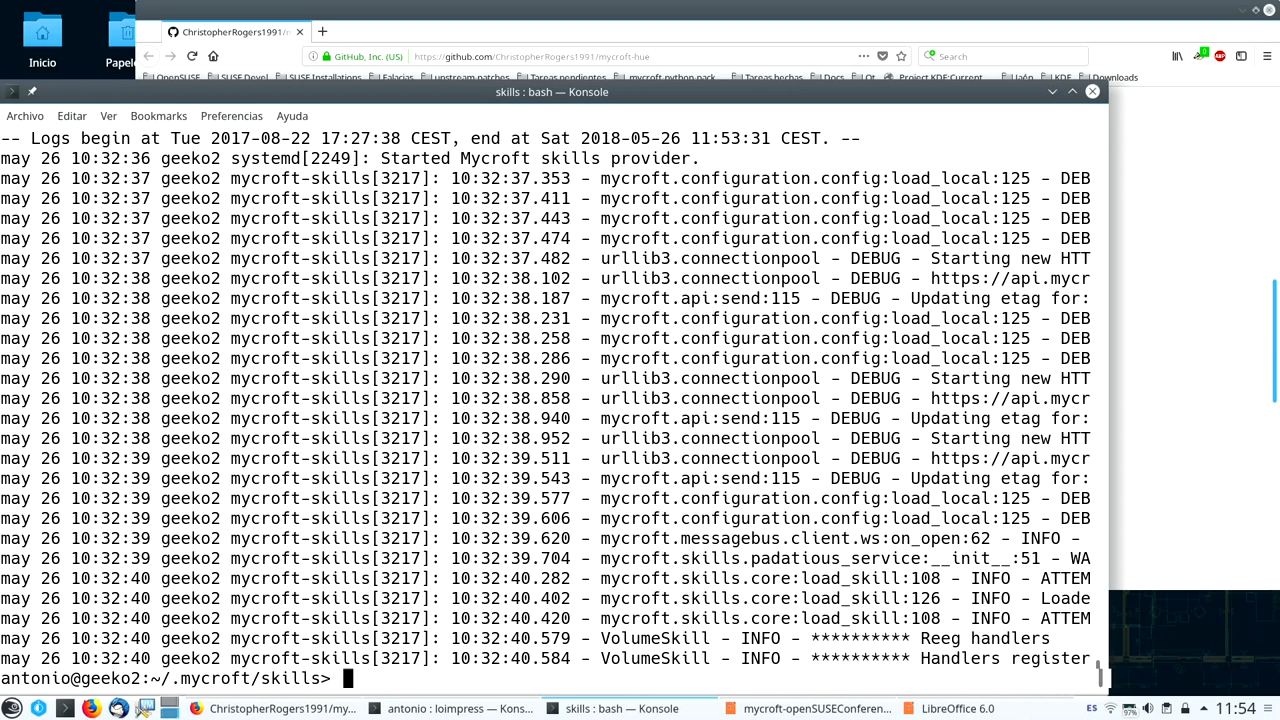 Inicio
Papele
ChristopherRogers1991/m
GitHub, Inc. (US)
https://github.com/ChristopherRogers1991/mycroft-hue
Search
skills : bash — Konsole
Archivo Editar Ver Bookmarks Preferencias Ayuda
-- Logs begin at Tue 2017-08-22 17:27:38 CEST, end at Sat 2018-05-26 11:53:31 CEST. --
may 26 10:32:36 geeko2 systemd[2249]: Started Mycroft skills provider.
may 26 10:32:37 geeko2 mycroft-skills[3217]: 10:32:37.353 - mycroft.configuration.config:load_local:125 - DEB
may 26 10:32:37 geeko2 mycroft-skills[3217]: 10:32:37.411 - mycroft.configuration.config:load_local:125 - DEB
may 26 10:32:37 geeko2 mycroft-skills[3217]: 10:32:37.443 - mycroft.configuration.config:load_local:125 - DEB
may 26 10:32:37 geeko2 mycroft-skills[3217]: 10:32:37.474 - mycroft.configuration.config:load_local:125 - DEB
may 26 10:32:37 geeko2 mycroft-skills[3217]: 10:32:37.482 - urllib3.connectionpool - DEBUG - Starting new HTT
may 26 10:32:38 geeko2 mycroft-skills[3217]: 10:32:38.102 - urllib3.connectionpool - DEBUG - https://api.mycr
may 26 10:32:38 geeko2 mycroft-skills[3217]: 10:32:38.187 - mycroft.api:send:115 - DEBUG - Updating etag for:
may 26 10:32:38 geeko2 mycroft-skills[3217]: 10:32:38.231 - mycroft.configuration.config:load_local:125 - DEB
may 26 10:32:38 geeko2 mycroft-skills[3217]: 10:32:38.258 - mycroft.configuration.config:load_local:125 - DEB
may 26 10:32:38 geeko2 mycroft-skills[3217]: 10:32:38.286 - mycroft.configuration.config:load_local:125 - DEB
may 26 10:32:38 geeko2 mycroft-skills[3217]: 10:32:38.290 - urllib3.connectionpool - DEBUG - Starting new HTT
may 26 10:32:38 geeko2 mycroft-skills[3217]: 10:32:38.858 - urllib3.connectionpool - DEBUG - https://api.mycr
may 26 10:32:38 geeko2 mycroft-skills[3217]: 10:32:38.940 - mycroft.api:send:115 - DEBUG - Updating etag for:
may 26 10:32:38 geeko2 mycroft-skills[3217]: 10:32:38.952 - urllib3.connectionpool - DEBUG - Starting new HTT
may 26 10:32:39 geeko2 mycroft-skills[3217]: 10:32:39.511 - urllib3.connectionpool - DEBUG - https://api.mycr
may 26 10:32:39 geeko2 mycroft-skills[3217]: 10:32:39.543 - mycroft.api:send:115 - DEBUG - Updating etag for:
may 26 10:32:39 geeko2 mycroft-skills[3217]: 10:32:39.577 - mycroft.configuration.config:load_local:125 - DEB
may 26 10:32:39 geeko2 mycroft-skills[3217]: 10:32:39.606 - mycroft.configuration.config:load_local:125 - DEB
may 26 10:32:39 geeko2 mycroft-skills[3217]: 10:32:39.620 - mycroft.messagebus.client.ws:on_open:62 - INFO -
may 26 10:32:39 geeko2 mycroft-skills[3217]: 10:32:39.704 - mycroft.skills.padatious_service:__init__:51 - WA
may 26 10:32:40 geeko2 mycroft-skills[3217]: 10:32:40.282 - mycroft.skills.core:load_skill:108 - INFO - ATTEM
may 26 10:32:40 geeko2 mycroft-skills[3217]: 10:32:40.402 - mycroft.skills.core:load_skill:126 - INFO - Loade
may 26 10:32:40 geeko2 mycroft-skills[3217]: 10:32:40.420 - mycroft.skills.core:load_skill:108 - INFO - ATTEM
may 26 10:32:40 geeko2 mycroft-skills[3217]: 10:32:40.579 - VolumeSkill - INFO - ********** Reeg handlers
may 26 10:32:40 geeko2 mycroft-skills[3217]: 10:32:40.584 - VolumeSkill - INFO - ********** Handlers register
antonio@geeko2:~/.mycroft/skills>
ChristopherRogers1991/my...
antonio : loimpress — Kons...
skills : bash — Konsole
mycroft-openSUSEConferen...
LibreOffice 6.0
ES
97%
11:54